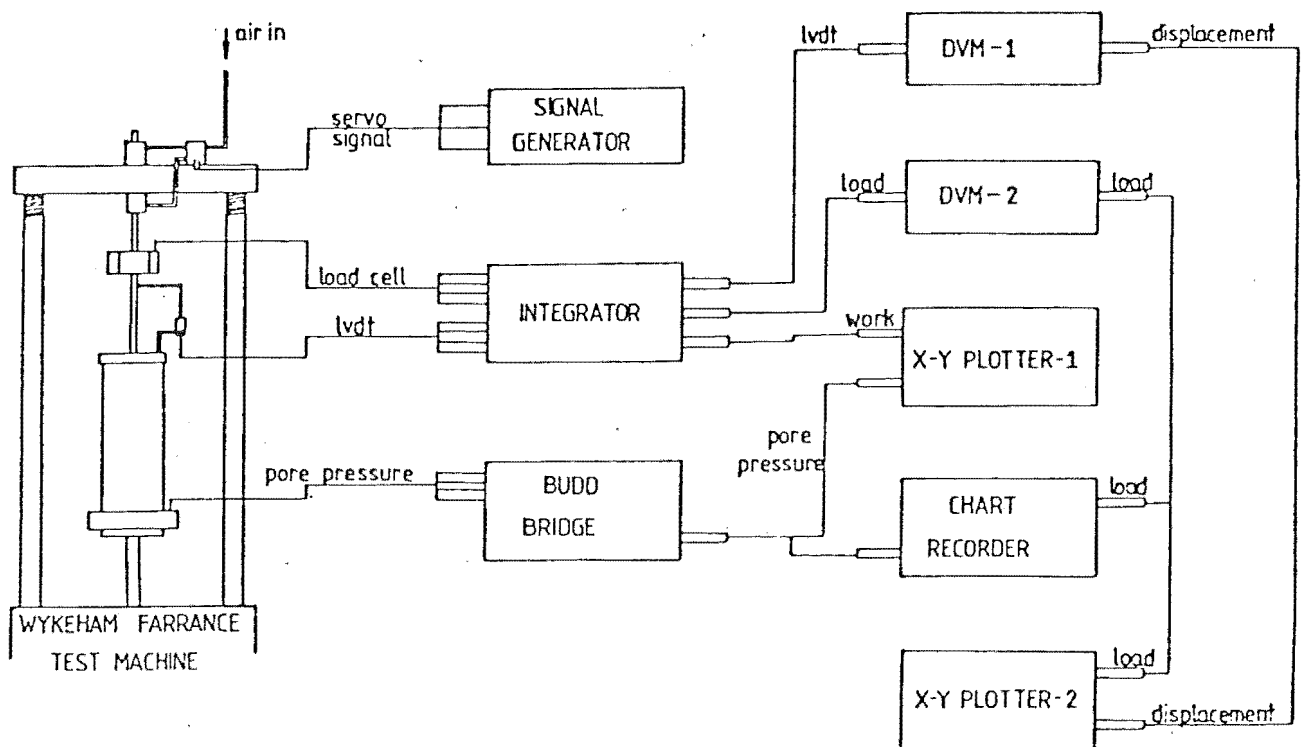 air in
servo
signal
SIGNAL
GENERATOR
lvdt
DVM-1
displacement
load
DVM-2
load
load cell
lvdt
INTEGRATOR
work
X-Y PLOTTER-1
pore pressure
BUDD
BRIDGE
pore
pressure
CHART
RECORDER
load
X-Y PLOTTER-2
load
displacement
WYKEHAM FARRANCE
TEST MACHINE